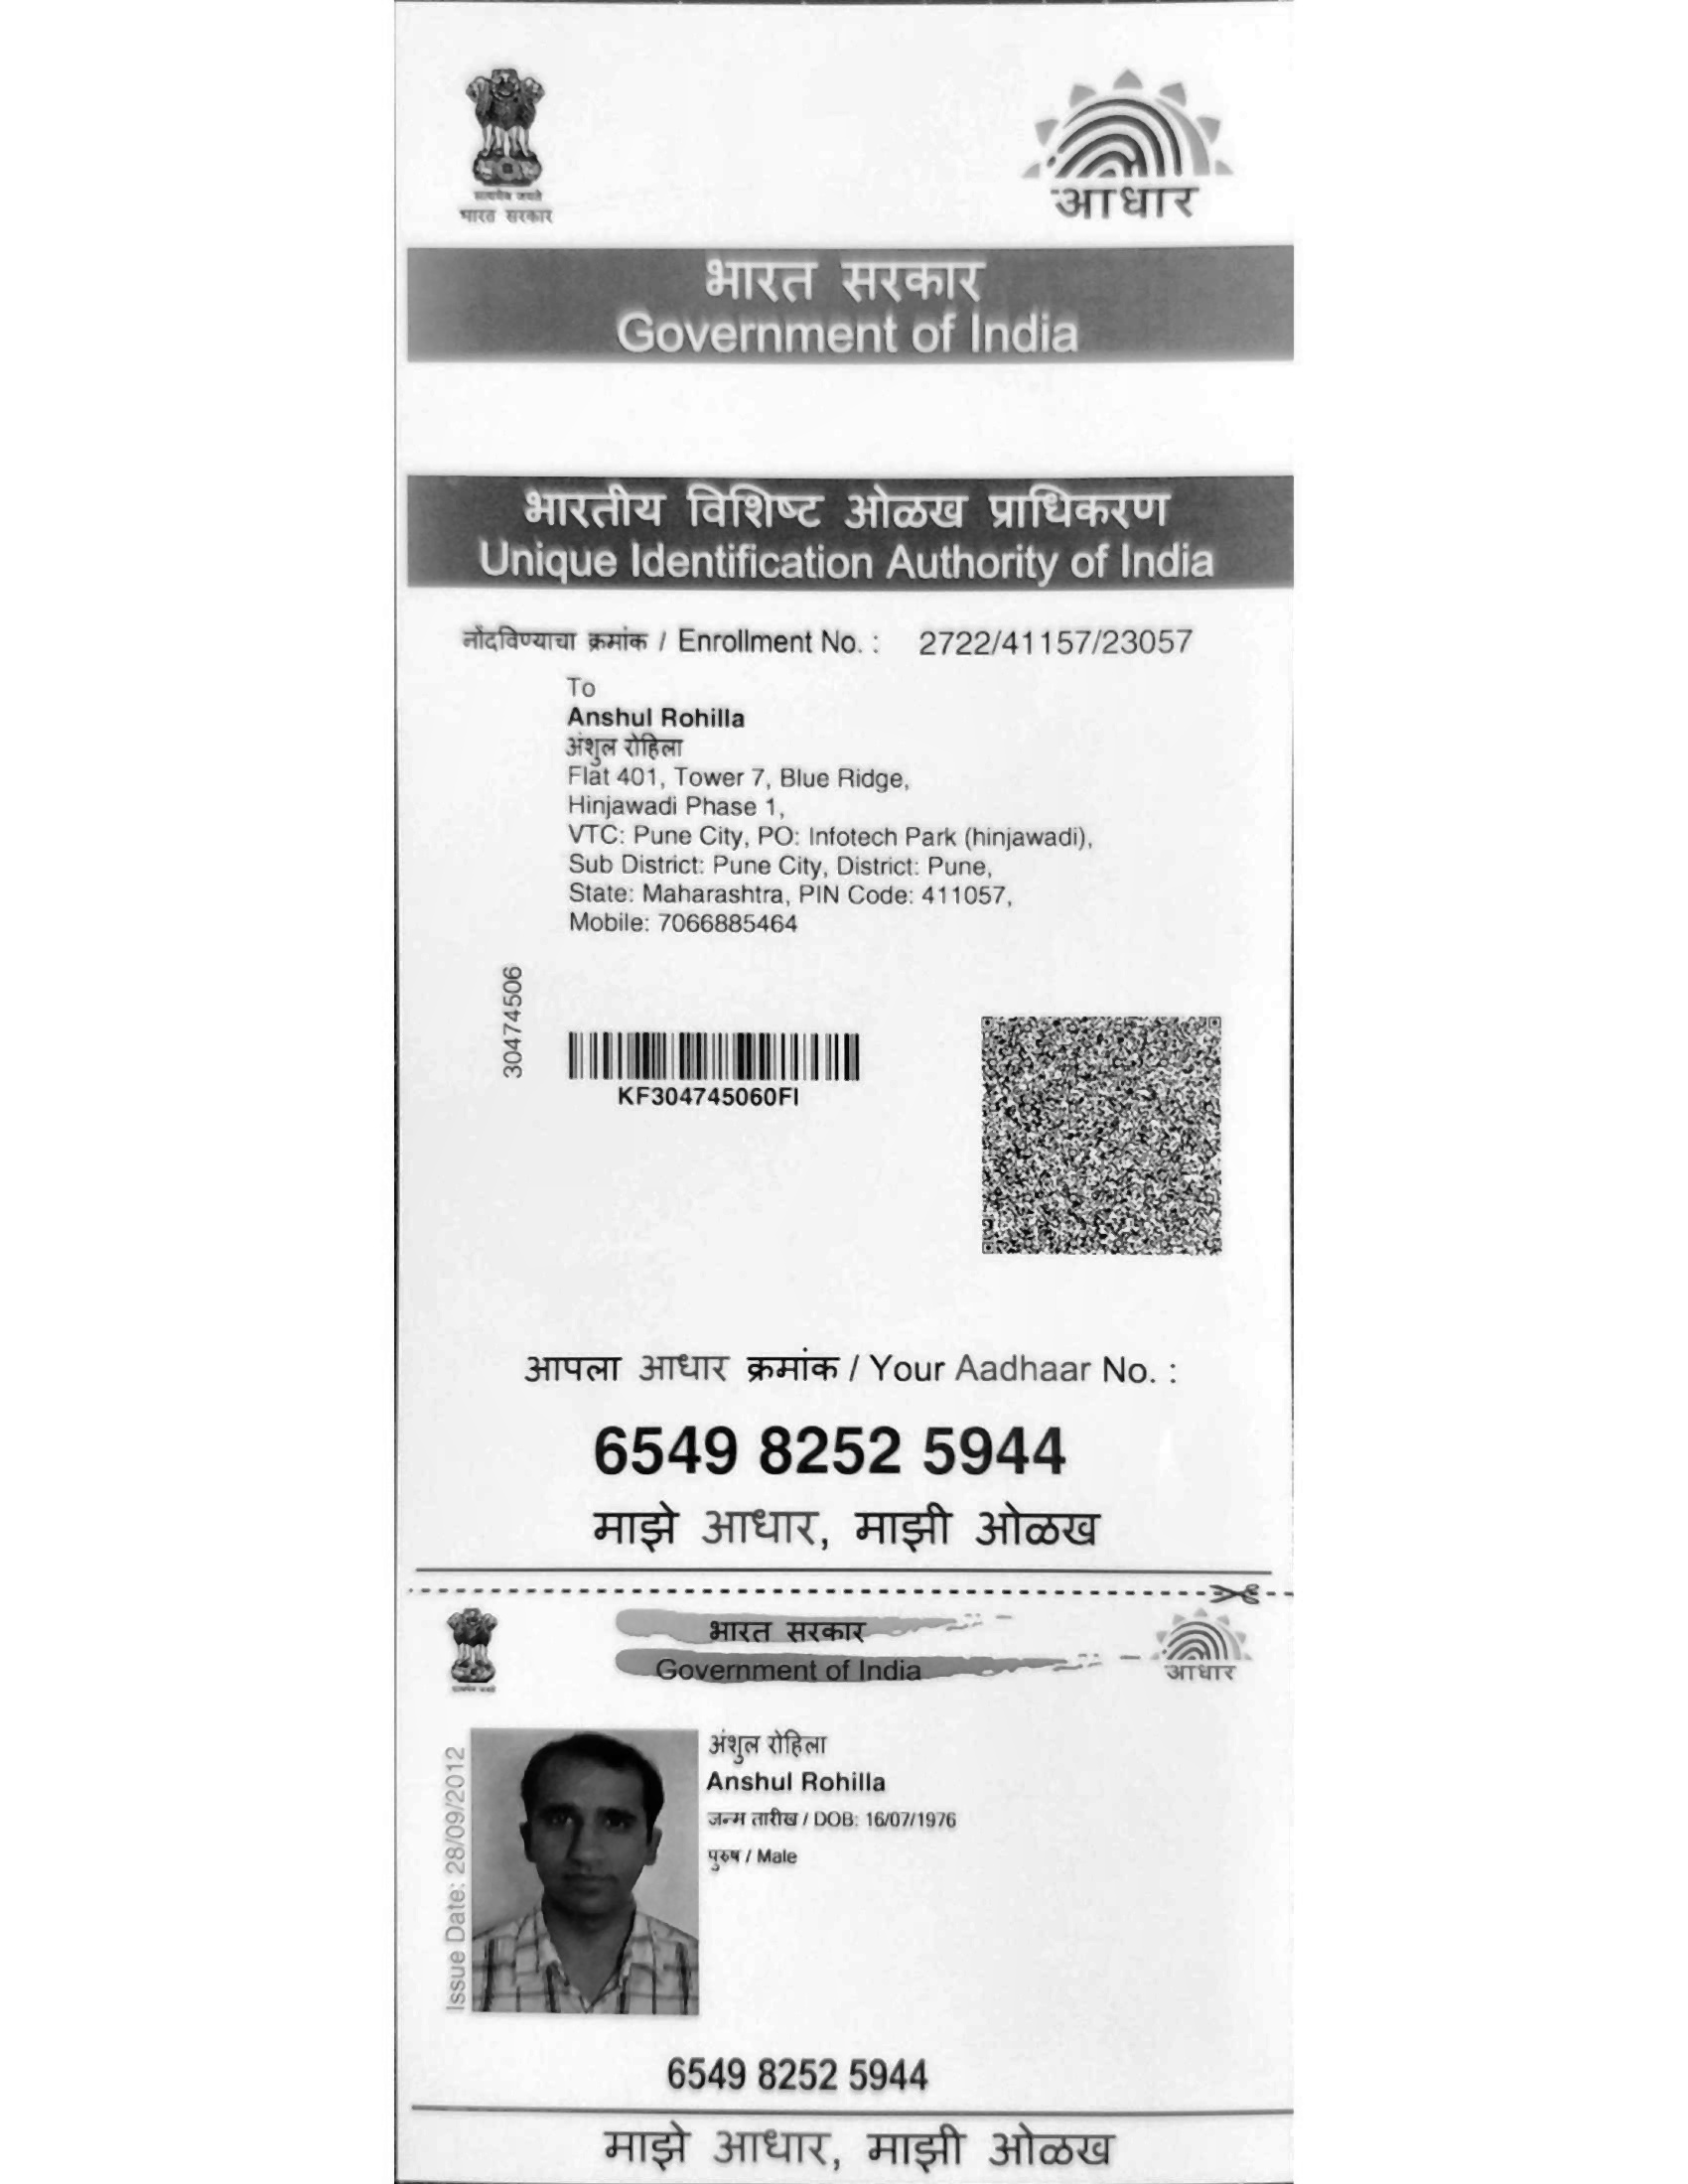 सत्यमेव जयते
भारत सरकार
आधार
भारत सरकार
Government of India
भारतीय विशिष्ट ओळख प्राधिकरण
Unique Identification Authority of India
नोंदविण्याचा क्रमांक / Enrollment No. : 2722/41157/23057
To
Anshul Rohilla
अंशुल रोहिला
Flat 401, Tower 7, Blue Ridge,
Hinjawadi Phase 1,
VTC: Pune City, PO: Infotech Park (hinjawadi),
Sub District: Pune City, District: Pune,
State: Maharashtra, PIN Code: 411057,
Mobile: 7066885464
30474506
KF304745060FI
आपला आधार क्रमांक / Your Aadhaar No. :
6549 8252 5944
माझे आधार, माझी ओळख
भारत सरकार
Government of India
सत्यमेव जयते
आधार
Issue Date: 28/09/2012
अंशुल रोहिला
Anshul Rohilla
जन्म तारीख / DOB: 16/07/1976
पुरुष / Male
6549 8252 5944
माझे आधार, माझी ओळख